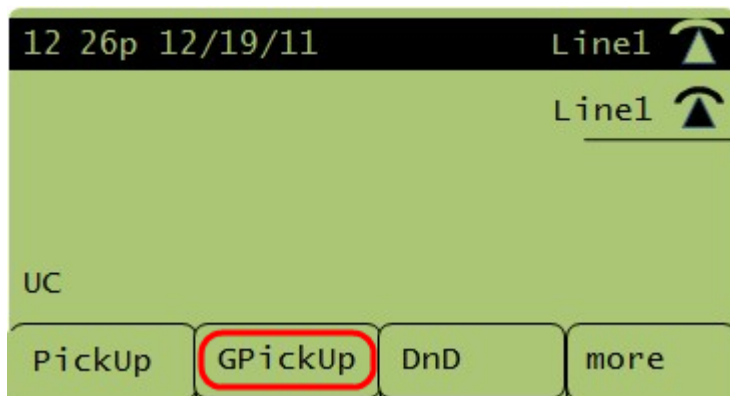 12 26p 12/19/11 Line1
Line1
UC
PickUp GPickUp DnD more